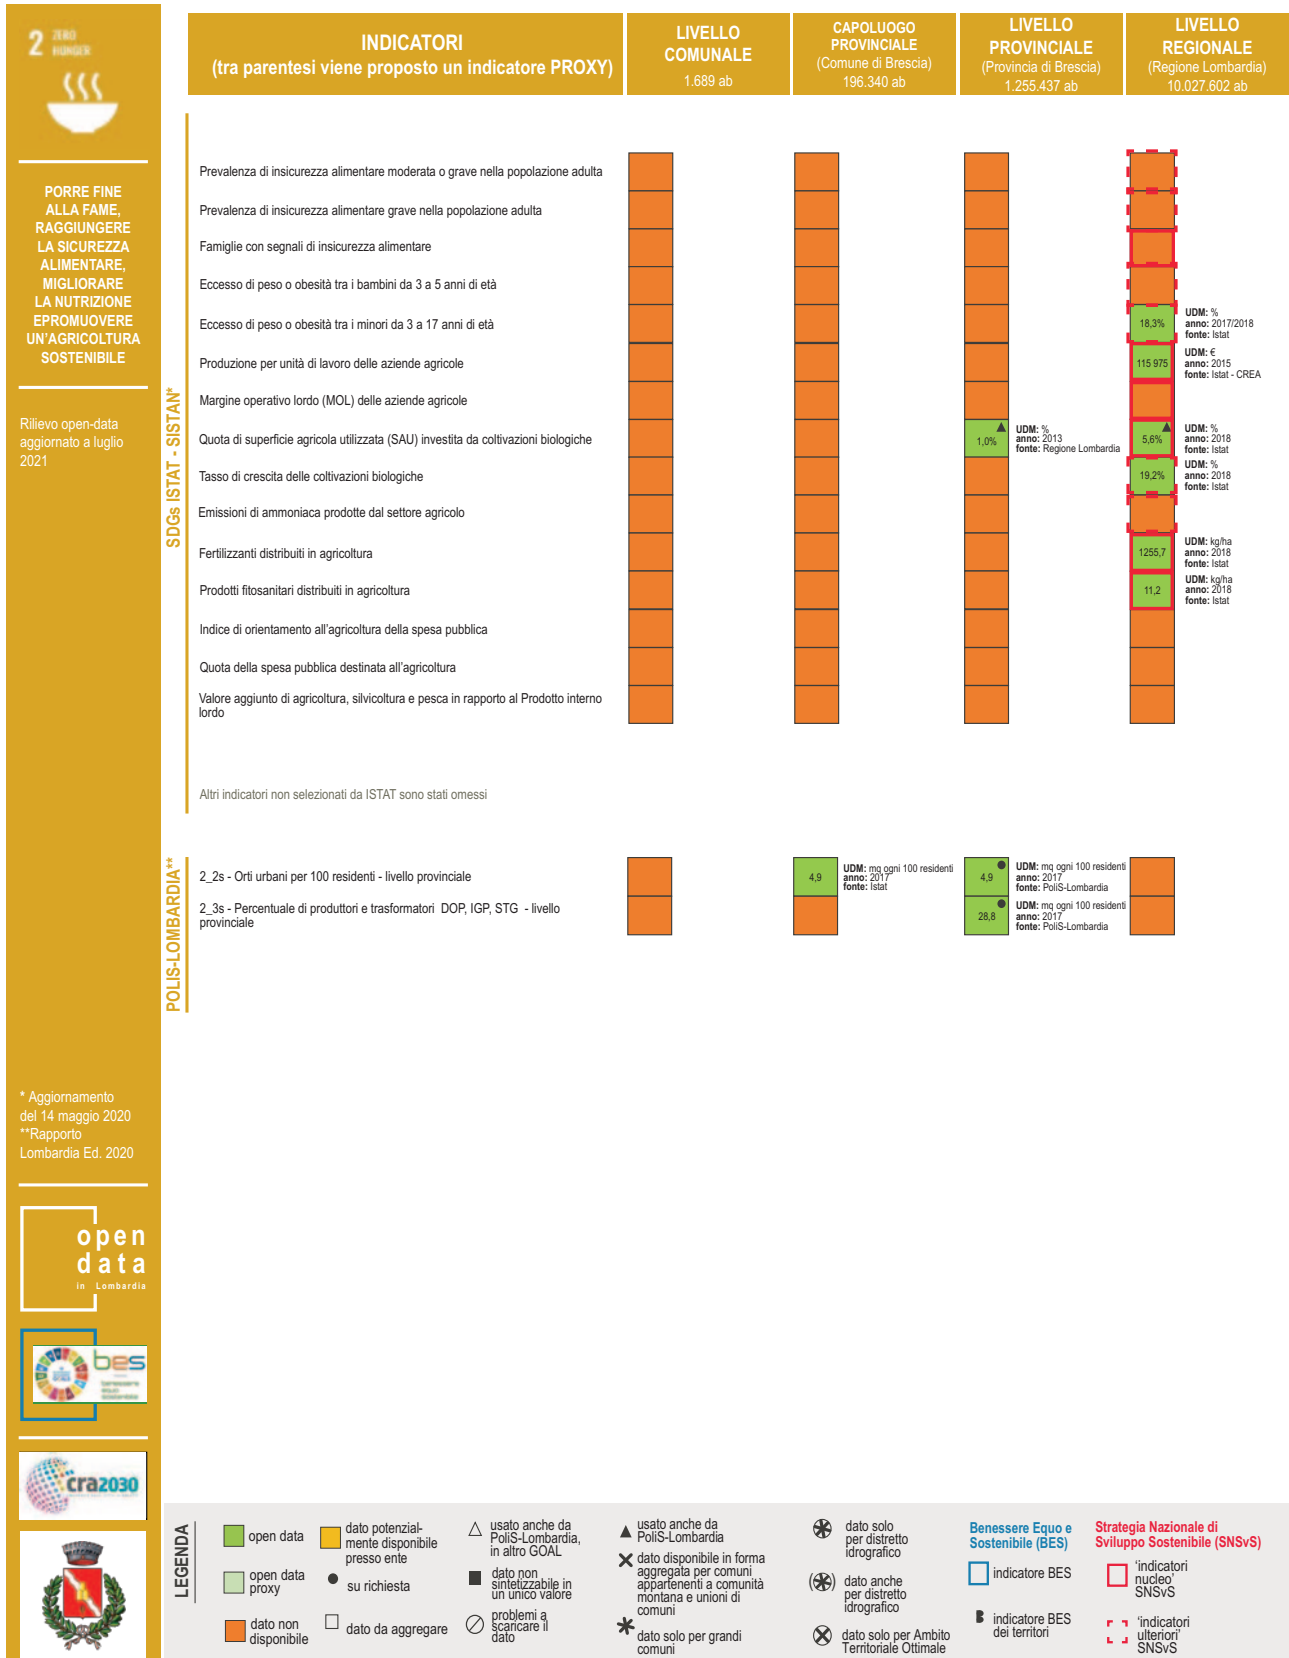 2 ZERO
HUNGER
PORRE FINE
ALLA FAME,
RAGGIUNGERE
LA SICUREZZA
ALIMENTARE,
MIGLIORARE
LA NUTRIZIONE
EPROMUOVERE
UN'AGRICOLTURA
SOSTENIBILE
Rilievo open-data
aggiornato a luglio
2021
* Aggiornamento
del 14 maggio 2020
**Rapporto
Lombardia Ed. 2020
open
data
in Lombardia
bes
benessere
equo
sostenibile
cra2030
INDICATORI
(tra parentesi viene proposto un indicatore PROXY)
LIVELLO
COMUNALE
1.689 ab
CAPOLUOGO
PROVINCIALE
(Comune di Brescia)
196.340 ab
LIVELLO
PROVINCIALE
(Provincia di Brescia)
1.255.437 ab
LIVELLO
REGIONALE
(Regione Lombardia)
10.027.602 ab
SDGs ISTAT - SISTAN*
Prevalenza di insicurezza alimentare moderata o grave nella popolazione adulta
Prevalenza di insicurezza alimentare grave nella popolazione adulta
Famiglie con segnali di insicurezza alimentare
Eccesso di peso o obesità tra i bambini da 3 a 5 anni di età
Eccesso di peso o obesità tra i minori da 3 a 17 anni di età
18,3%
UDM: %
anno: 2017/2018
fonte: Istat
Produzione per unità di lavoro delle aziende agricole
115 975
UDM: €
anno: 2015
fonte: Istat - CREA
Margine operativo lordo (MOL) delle aziende agricole
Quota di superficie agricola utilizzata (SAU) investita da coltivazioni biologiche
1,0%
UDM: %
anno: 2013
fonte: Regione Lombardia
5,6%
UDM: %
anno: 2018
fonte: Istat
Tasso di crescita delle coltivazioni biologiche
19,2%
UDM: %
anno: 2018
fonte: Istat
Emissioni di ammoniaca prodotte dal settore agricolo
Fertilizzanti distribuiti in agricoltura
1255,7
UDM: kg/ha
anno: 2018
fonte: Istat
Prodotti fitosanitari distribuiti in agricoltura
11,2
UDM: kg/ha
anno: 2018
fonte: Istat
Indice di orientamento all'agricoltura della spesa pubblica
Quota della spesa pubblica destinata all'agricoltura
Valore aggiunto di agricoltura, silvicoltura e pesca in rapporto al Prodotto interno
lordo
Altri indicatori non selezionati da ISTAT sono stati omessi
POLIS-LOMBARDIA**
2_2s - Orti urbani per 100 residenti - livello provinciale
4,9
UDM: mq ogni 100 residenti
anno: 2017
fonte: Istat
4,9
UDM: mq ogni 100 residenti
anno: 2017
fonte: PoliS-Lombardia
2_3s - Percentuale di produttori e trasformatori DOP, IGP, STG - livello
provinciale
28,8
UDM: mq ogni 100 residenti
anno: 2017
fonte: PoliS-Lombardia
LEGENDA
open data
open data
proxy
dato non
disponibile
dato potenzial-
mente disponibile
presso ente
su richiesta
dato da aggregare
usato anche da
PoliS-Lombardia,
in altro GOAL
dato non
sintetizzabile in
un unico valore
problemi a
scaricare il
dato
usato anche da
PoliS-Lombardia
dato disponibile in forma
aggregata per comuni
appartenenti a comunità
montana e unioni di
comuni
dato solo per grandi
comuni
dato solo
per distretto
idrografico
dato anche
per distretto
idrografico
dato solo per Ambito
Territoriale Ottimale
Benessere Equo e
Sostenibile (BES)
indicatore BES
indicatore BES
dei territori
Strategia Nazionale di
Sviluppo Sostenibile (SNSvS)
'indicatori
nucleo'
SNSvS
'indicatori
ulteriori'
SNSvS